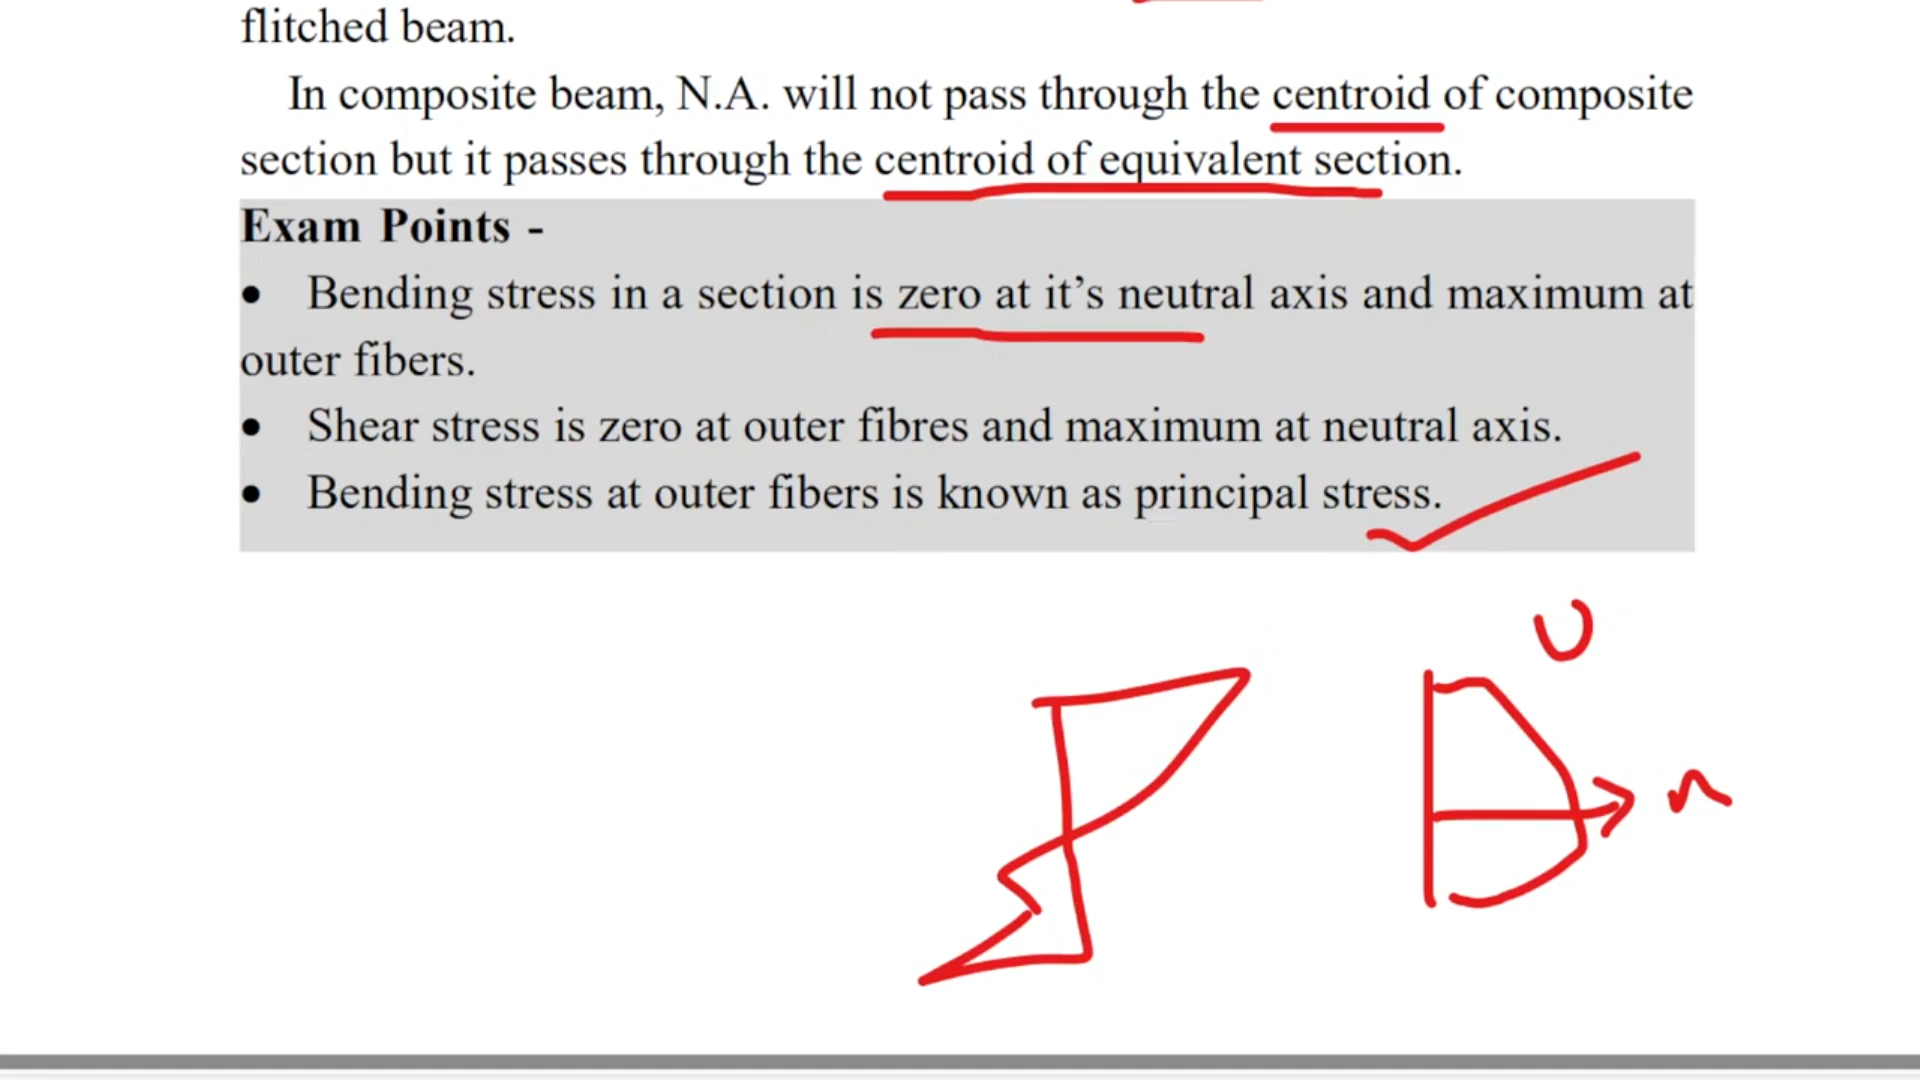 flitched beam.
In composite beam, N.A. will not pass through the centroid of composite
section but it passes through the centroid of equivalent section.
Exam Points -
• Bending stress in a section is zero at it’s neutral axis and maximum at
outer fibers.
• Shear stress is zero at outer fibres and maximum at neutral axis.
• Bending stress at outer fibers is known as principal stress.